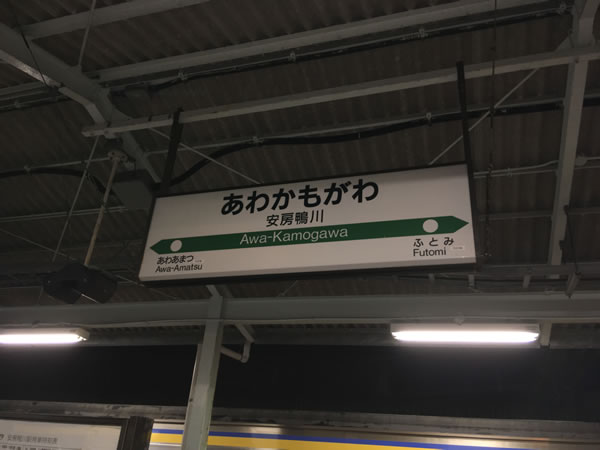 あわかもがわ
安房鴨川
Awa-Kamogawa
あわあまつ
Awa-Amatsu
ふとみ
Futomi